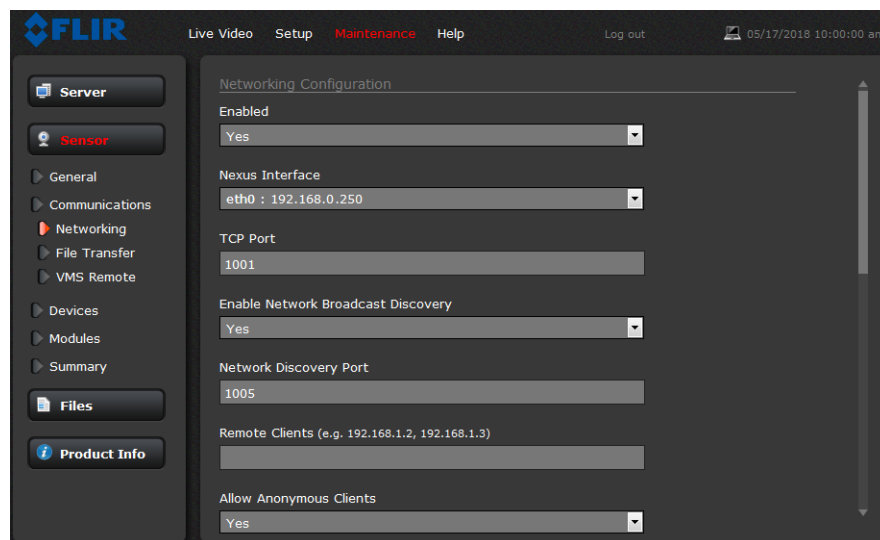 FLIR
Live Video Setup Maintenance Help Log out 05/17/2018 10:00:00 am
Server
Sensor
General
Communications
Networking
File Transfer
VMS Remote
Devices
Modules
Summary
Files
Product Info
Networking Configuration
Enabled
Yes
Nexus Interface
eth0 : 192.168.0.250
TCP Port
1001
Enable Network Broadcast Discovery
Yes
Network Discovery Port
1005
Remote Clients (e.g. 192.168.1.2, 192.168.1.3)
Allow Anonymous Clients
Yes